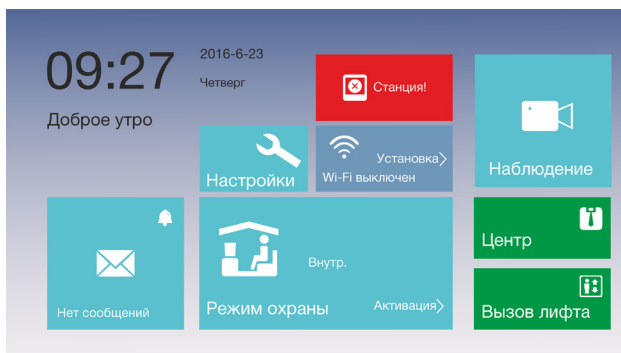 09:27
2016-6-23
Четверг
Доброе утро
Станция!
Наблюдение
Настройки
Установка
Wi-Fi выключен
Нет сообщений
Внутр.
Режим охраны
Активация
Центр
Вызов лифта